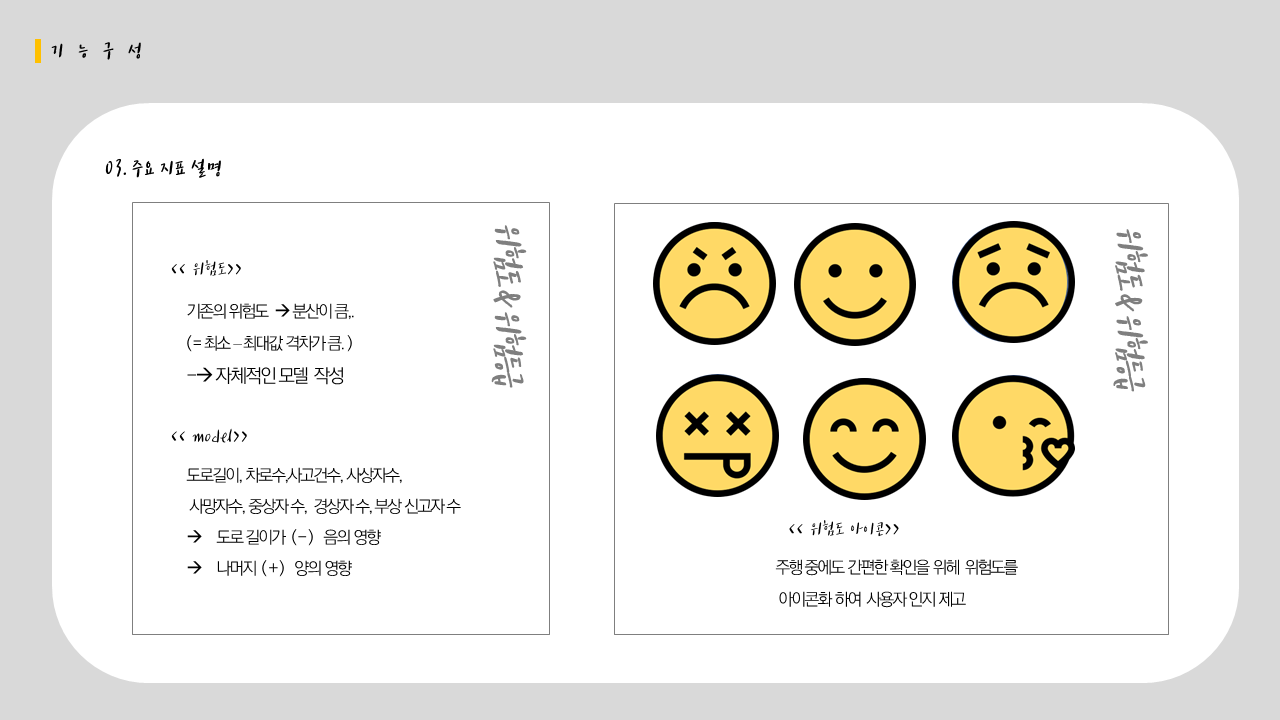 기능구성
03. 주요 지표 설명
위험도 & 위험등급
<< 위험도>>
기존의 위험도 → 분산이 큼,.
(= 최소 – 최대값 격차가 큼. )
–→ 자체적인 모델 작성
<< model>>
도로길이, 차로수,사고건수, 사상자수,
사망자수, 중상자 수, 경상자 수, 부상 신고자 수
→ 도로 길이가 (–) 음의 영향
→ 나머지 (+) 양의 영향
위험도 & 위험등급
<< 위험도 아이콘>>
주행 중에도 간편한 확인을 위헤 위험도를
아이콘화 하여 사용자 인지 제고